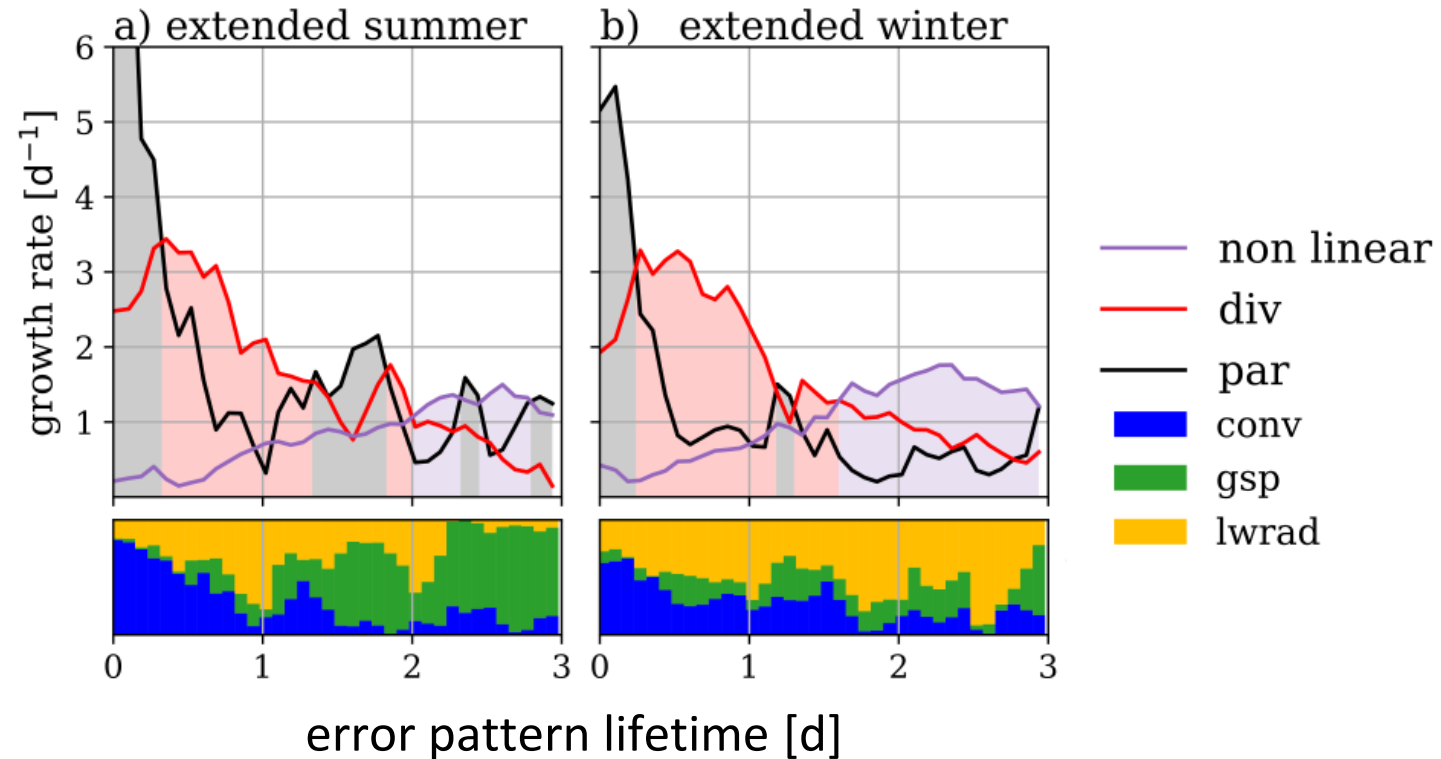 a) extended summer
b) extended winter
growth rate [d⁻¹]
6
5
4
3
2
1
0 1 2 3
0 1 2 3
error pattern lifetime [d]
non linear
div
par
conv
gsp
lwrad